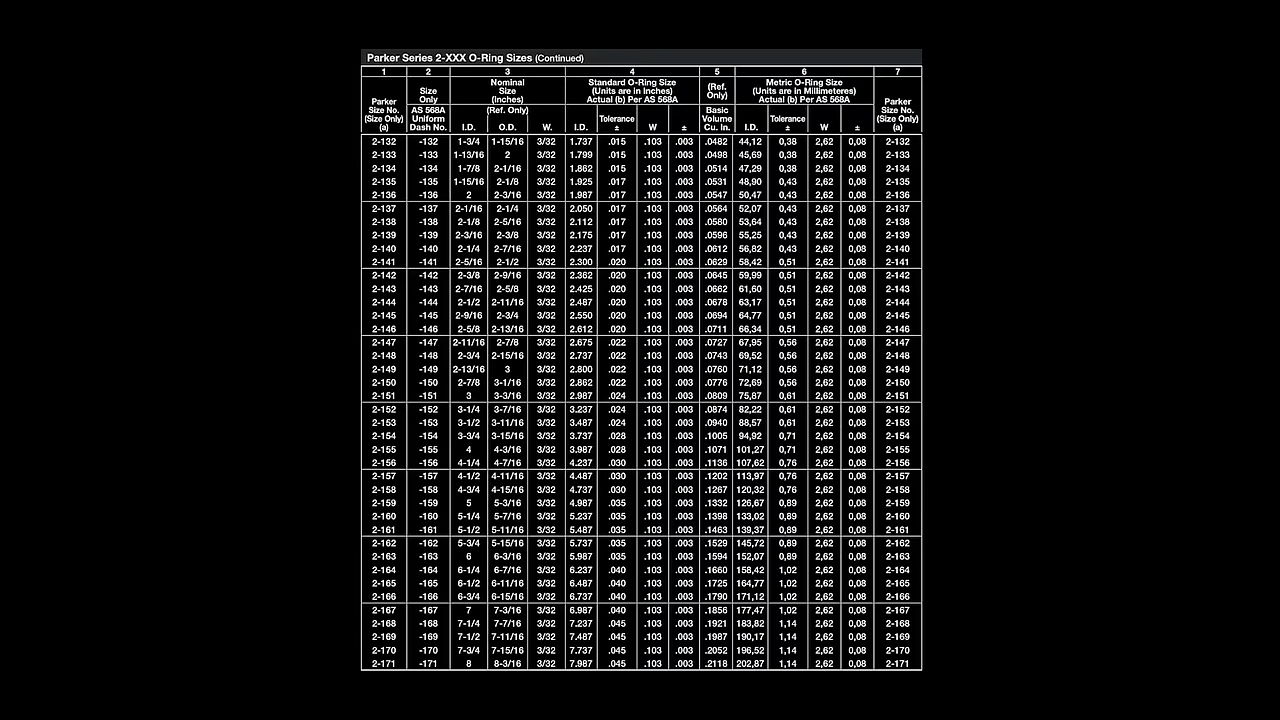 Parker Series 2-XXX O-Ring Sizes (Continued)
1 2 3 4 5 6 7
Parker Size No. (Size Only) (a) Size Only AS 568A Uniform Dash No. Nominal Size (Inches) (Ref. Only) Standard O-Ring Size (Units are in Inches) Actual (b) Per AS 568A (Ref. Only) Basic Volume Cu. In. Metric O-Ring Size (Units are in Millimeteres) Actual (b) Per AS 568A Parker Size No. (Size Only) (a)
I.D. O.D. W. I.D. Tolerance ± W ± I.D. Tolerance ± W ±
2-132 -132 1-3/4 1-15/16 3/32 1.737 .015 .103 .003 .0482 44,12 0,38 2,62 0,08 2-132
2-133 -133 1-13/16 2 3/32 1.799 .015 .103 .003 .0498 45,69 0,38 2,62 0,08 2-133
2-134 -134 1-7/8 2-1/16 3/32 1.862 .015 .103 .003 .0514 47,29 0,38 2,62 0,08 2-134
2-135 -135 1-15/16 2-1/8 3/32 1.925 .017 .103 .003 .0531 48,90 0,43 2,62 0,08 2-135
2-136 -136 2 2-3/16 3/32 1.987 .017 .103 .003 .0547 50,47 0,43 2,62 0,08 2-136
2-137 -137 2-1/16 2-1/4 3/32 2.050 .017 .103 .003 .0564 52,07 0,43 2,62 0,08 2-137
2-138 -138 2-1/8 2-5/16 3/32 2.112 .017 .103 .003 .0580 53,64 0,43 2,62 0,08 2-138
2-139 -139 2-3/16 2-3/8 3/32 2.175 .017 .103 .003 .0596 55,25 0,43 2,62 0,08 2-139
2-140 -140 2-1/4 2-7/16 3/32 2.237 .017 .103 .003 .0612 56,82 0,43 2,62 0,08 2-140
2-141 -141 2-5/16 2-1/2 3/32 2.300 .020 .103 .003 .0629 58,42 0,51 2,62 0,08 2-141
2-142 -142 2-3/8 2-9/16 3/32 2.362 .020 .103 .003 .0645 59,99 0,51 2,62 0,08 2-142
2-143 -143 2-7/16 2-5/8 3/32 2.425 .020 .103 .003 .0662 61,60 0,51 2,62 0,08 2-143
2-144 -144 2-1/2 2-11/16 3/32 2.487 .020 .103 .003 .0678 63,17 0,51 2,62 0,08 2-144
2-145 -145 2-9/16 2-3/4 3/32 2.550 .020 .103 .003 .0694 64,77 0,51 2,62 0,08 2-145
2-146 -146 2-5/8 2-13/16 3/32 2.612 .020 .103 .003 .0711 66,34 0,51 2,62 0,08 2-146
2-147 -147 2-11/16 2-7/8 3/32 2.675 .022 .103 .003 .0727 67,95 0,56 2,62 0,08 2-147
2-148 -148 2-3/4 2-15/16 3/32 2.737 .022 .103 .003 .0743 69,52 0,56 2,62 0,08 2-148
2-149 -149 2-13/16 3 3/32 2.800 .022 .103 .003 .0760 71,12 0,56 2,62 0,08 2-149
2-150 -150 2-7/8 3-1/16 3/32 2.862 .022 .103 .003 .0776 72,69 0,56 2,62 0,08 2-150
2-151 -151 3 3-3/16 3/32 2.987 .024 .103 .003 .0809 75,87 0,61 2,62 0,08 2-151
2-152 -152 3-1/4 3-7/16 3/32 3.237 .024 .103 .003 .0874 82,22 0,61 2,62 0,08 2-152
2-153 -153 3-1/2 3-11/16 3/32 3.487 .024 .103 .003 .0940 88,57 0,61 2,62 0,08 2-153
2-154 -154 3-3/4 3-15/16 3/32 3.737 .028 .103 .003 .1005 94,92 0,71 2,62 0,08 2-154
2-155 -155 4 4-3/16 3/32 3.987 .028 .103 .003 .1071 101,27 0,71 2,62 0,08 2-155
2-156 -156 4-1/4 4-7/16 3/32 4.237 .030 .103 .003 .1136 107,62 0,76 2,62 0,08 2-156
2-157 -157 4-1/2 4-11/16 3/32 4.487 .030 .103 .003 .1202 113,97 0,76 2,62 0,08 2-157
2-158 -158 4-3/4 4-15/16 3/32 4.737 .030 .103 .003 .1267 120,32 0,76 2,62 0,08 2-158
2-159 -159 5 5-3/16 3/32 4.987 .035 .103 .003 .1332 126,67 0,89 2,62 0,08 2-159
2-160 -160 5-1/4 5-7/16 3/32 5.237 .035 .103 .003 .1398 133,02 0,89 2,62 0,08 2-160
2-161 -161 5-1/2 5-11/16 3/32 5.487 .035 .103 .003 .1463 139,37 0,89 2,62 0,08 2-161
2-162 -162 5-3/4 5-15/16 3/32 5.737 .035 .103 .003 .1529 145,72 0,89 2,62 0,08 2-162
2-163 -163 6 6-3/16 3/32 5.987 .035 .103 .003 .1594 152,07 0,89 2,62 0,08 2-163
2-164 -164 6-1/4 6-7/16 3/32 6.237 .040 .103 .003 .1660 158,42 1,02 2,62 0,08 2-164
2-165 -165 6-1/2 6-11/16 3/32 6.487 .040 .103 .003 .1725 164,77 1,02 2,62 0,08 2-165
2-166 -166 6-3/4 6-15/16 3/32 6.737 .040 .103 .003 .1790 171,12 1,02 2,62 0,08 2-166
2-167 -167 7 7-3/16 3/32 6.987 .040 .103 .003 .1856 177,47 1,02 2,62 0,08 2-167
2-168 -168 7-1/4 7-7/16 3/32 7.237 .045 .103 .003 .1921 183,82 1,14 2,62 0,08 2-168
2-169 -169 7-1/2 7-11/16 3/32 7.487 .045 .103 .003 .1987 190,17 1,14 2,62 0,08 2-169
2-170 -170 7-3/4 7-15/16 3/32 7.737 .045 .103 .003 .2052 196,52 1,14 2,62 0,08 2-170
2-171 -171 8 8-3/16 3/32 7.987 .045 .103 .003 .2118 202,87 1,14 2,62 0,08 2-171